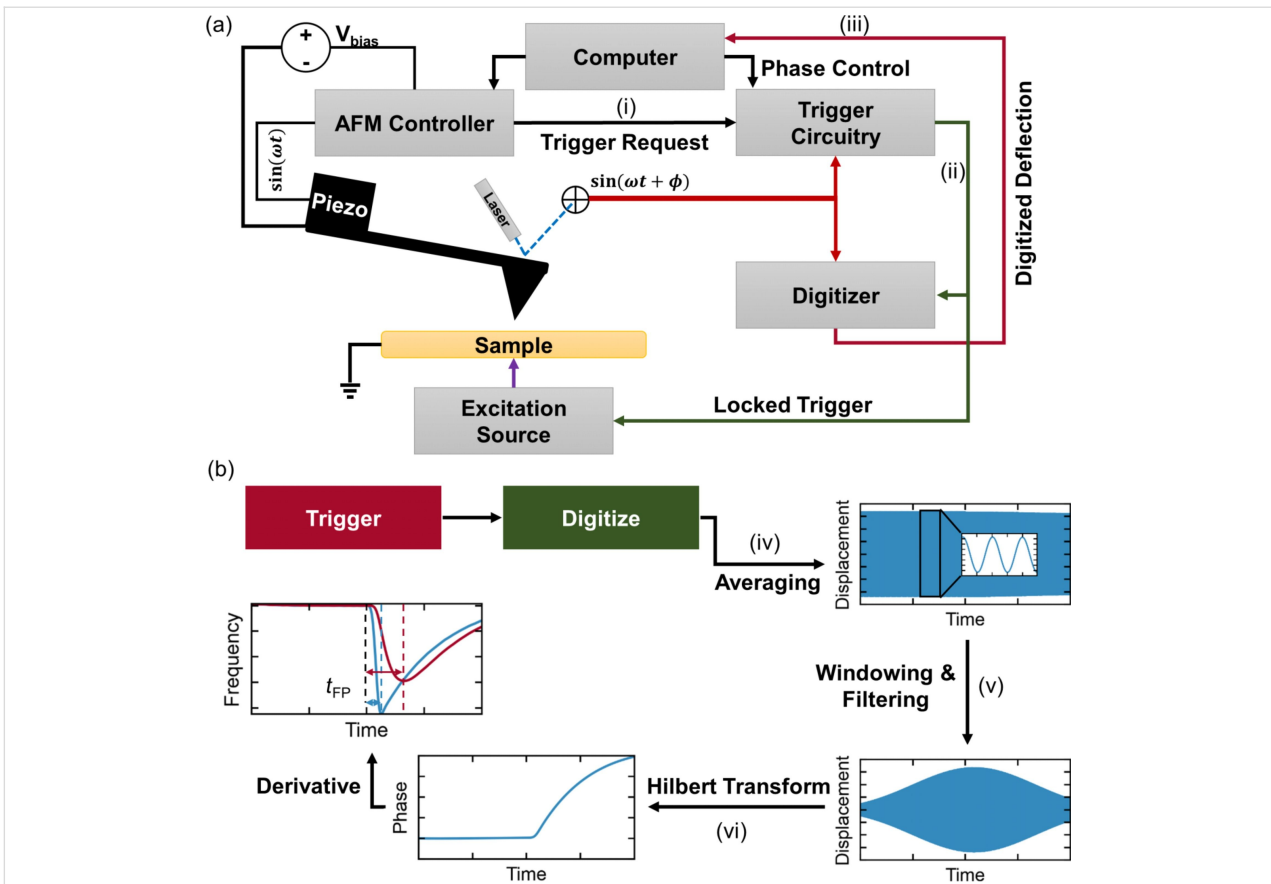 (a)
+
-
V_bias
Computer
(iii)
Phase Control
AFM Controller
(i)
Trigger Request
Trigger
Circuitry
(ii)
Digitized Deflection
sin(ωt)
Piezo
Laser
sin(ωt + ϕ)
Digitizer
Sample
Excitation
Source
Locked Trigger
(b)
Trigger
Digitize
(iv)
Averaging
Displacement
Time
Frequency
t_FP
Time
Windowing &
Filtering
(v)
Derivative
Phase
Time
Hilbert Transform
(vi)
Displacement
Time